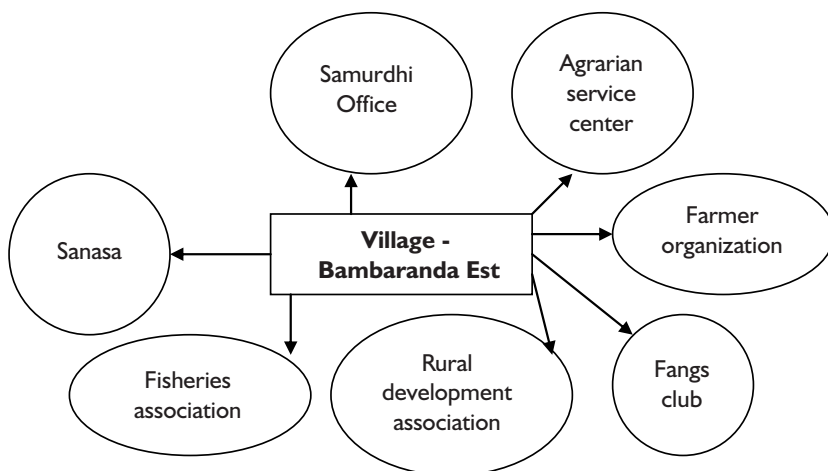 Samurdhi
Office
Agrarian
service
center
Sanasa
Village -
Bambaranda Est
Farmer
organization
Fisheries
association
Rural
development
association
Fangs
club